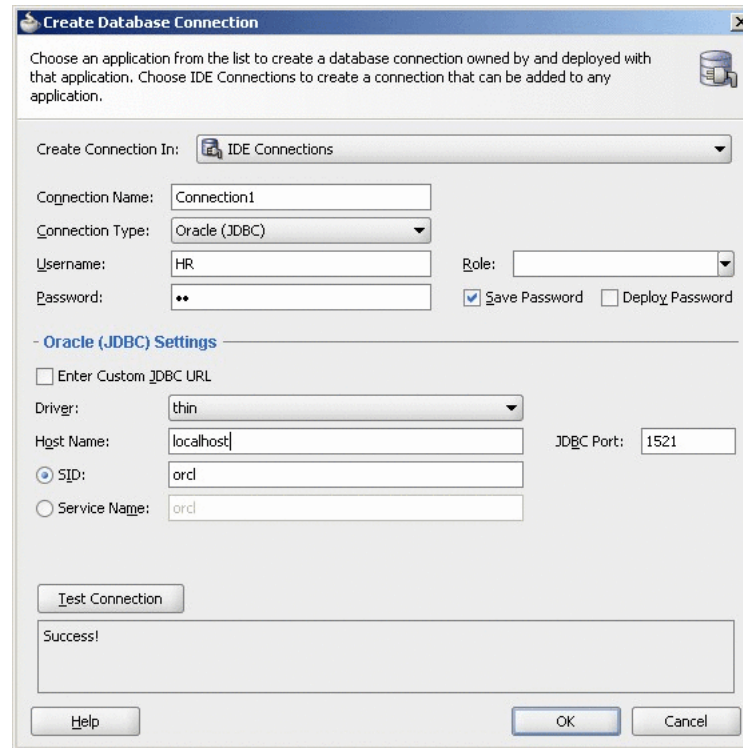 Create Database Connection
Choose an application from the list to create a database connection owned by and deployed with
that application. Choose IDE Connections to create a connection that can be added to any
application.
Create Connection In: IDE Connections
Connection Name: Connection1
Connection Type: Oracle (JDBC)
Username: HR Role:
Password: •• Save Password Deploy Password
Oracle (JDBC) Settings
Enter Custom JDBC URL
Driver: thin
Host Name: localhost JDBC Port: 1521
SID: orcl
Service Name: orcl
Test Connection
Success!
Help OK Cancel